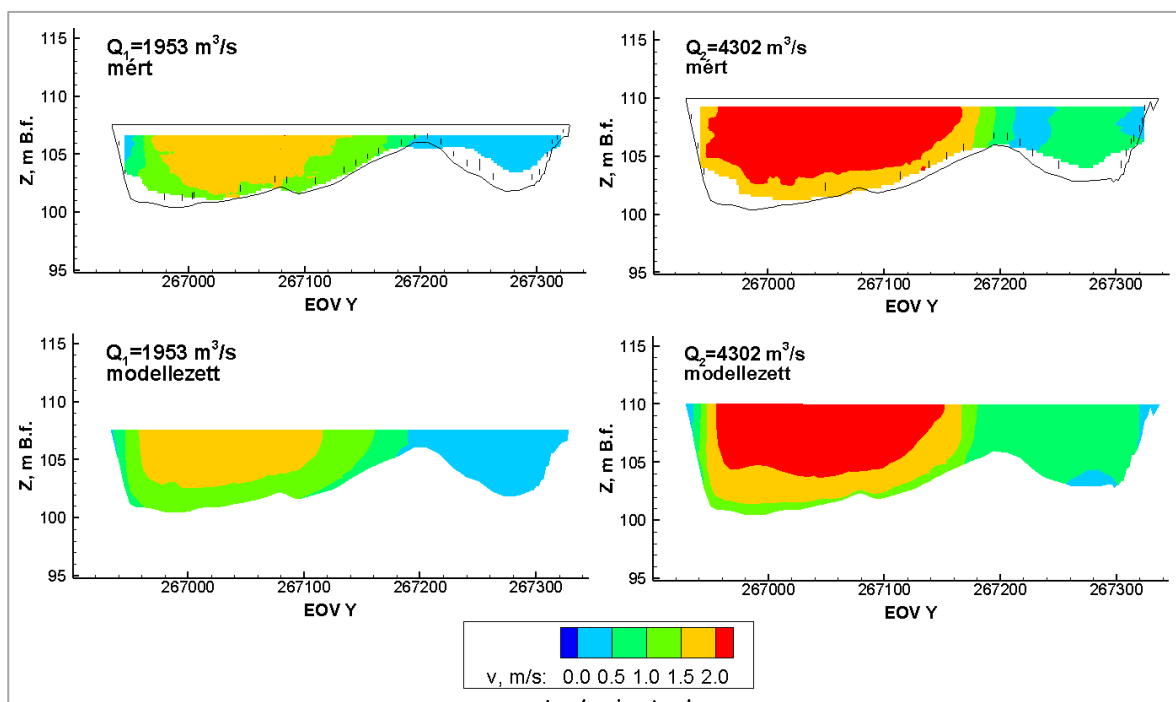 Q1=1953 m³/s
mért
115
110
105
100
95
Z, m B.f.
267000 267100 267200 267300
EOV Y
Q2=4302 m³/s
mért
115
110
105
100
95
Z, m B.f.
267000 267100 267200 267300
EOV Y
Q1=1953 m³/s
modellezett
115
110
105
100
95
Z, m B.f.
267000 267100 267200 267300
EOV Y
Q2=4302 m³/s
modellezett
115
110
105
100
95
Z, m B.f.
267000 267100 267200 267300
EOV Y
v, m/s: 0.0 0.5 1.0 1.5 2.0